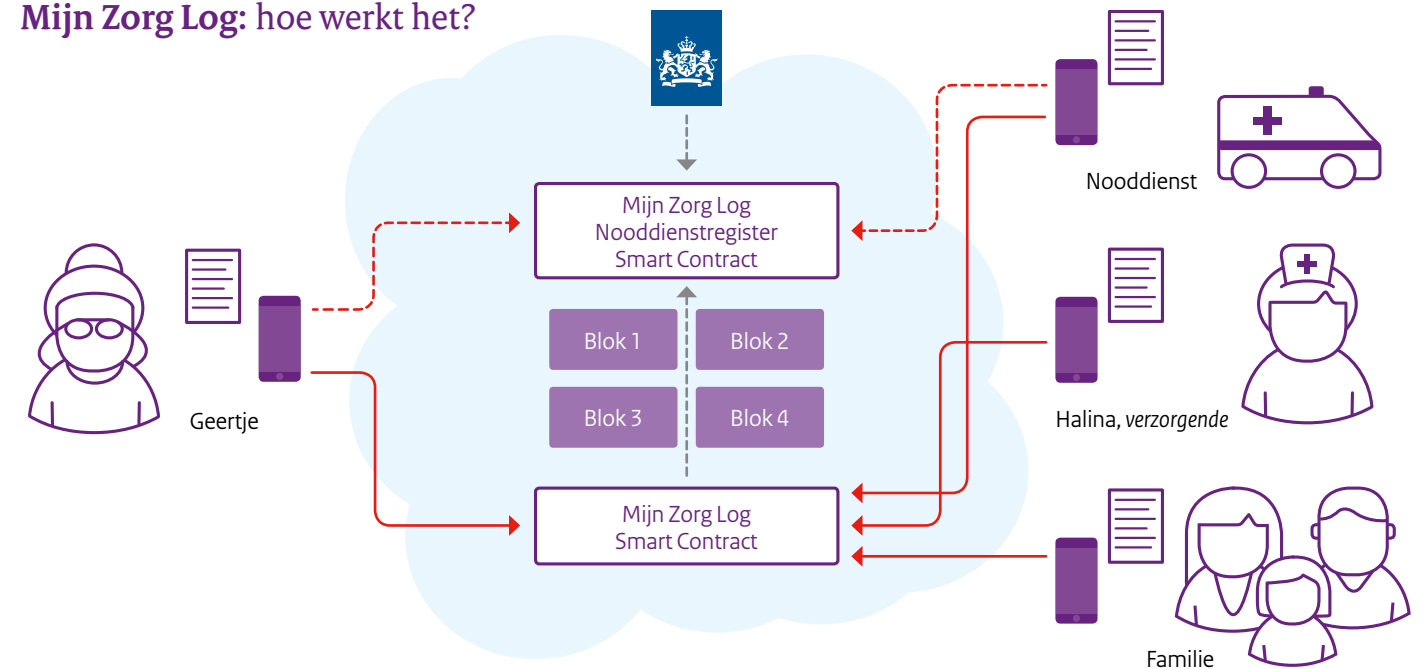 Mijn Zorg Log: hoe werkt het?
Mijn Zorg Log
Nooddienstregister
Smart Contract
Blok 1
Blok 2
Blok 3
Blok 4
Mijn Zorg Log
Smart Contract
Geertje
Nooddienst
Halina, verzorgende
Familie